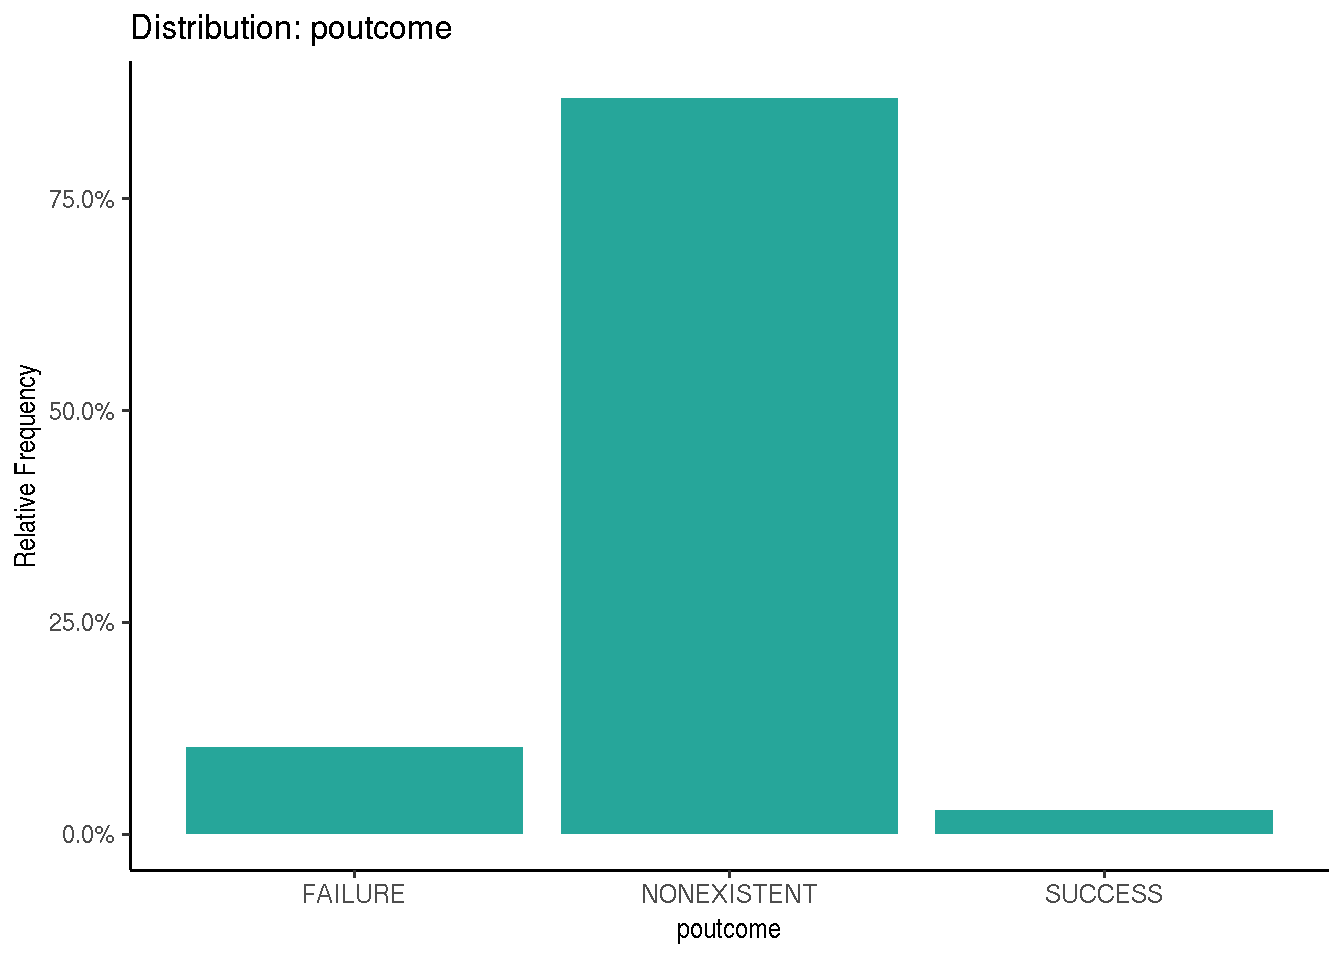 Distribution: poutcome
Relative Frequency
75.0%
50.0%
25.0%
0.0%
FAILURE
NONEXISTENT
SUCCESS
poutcome